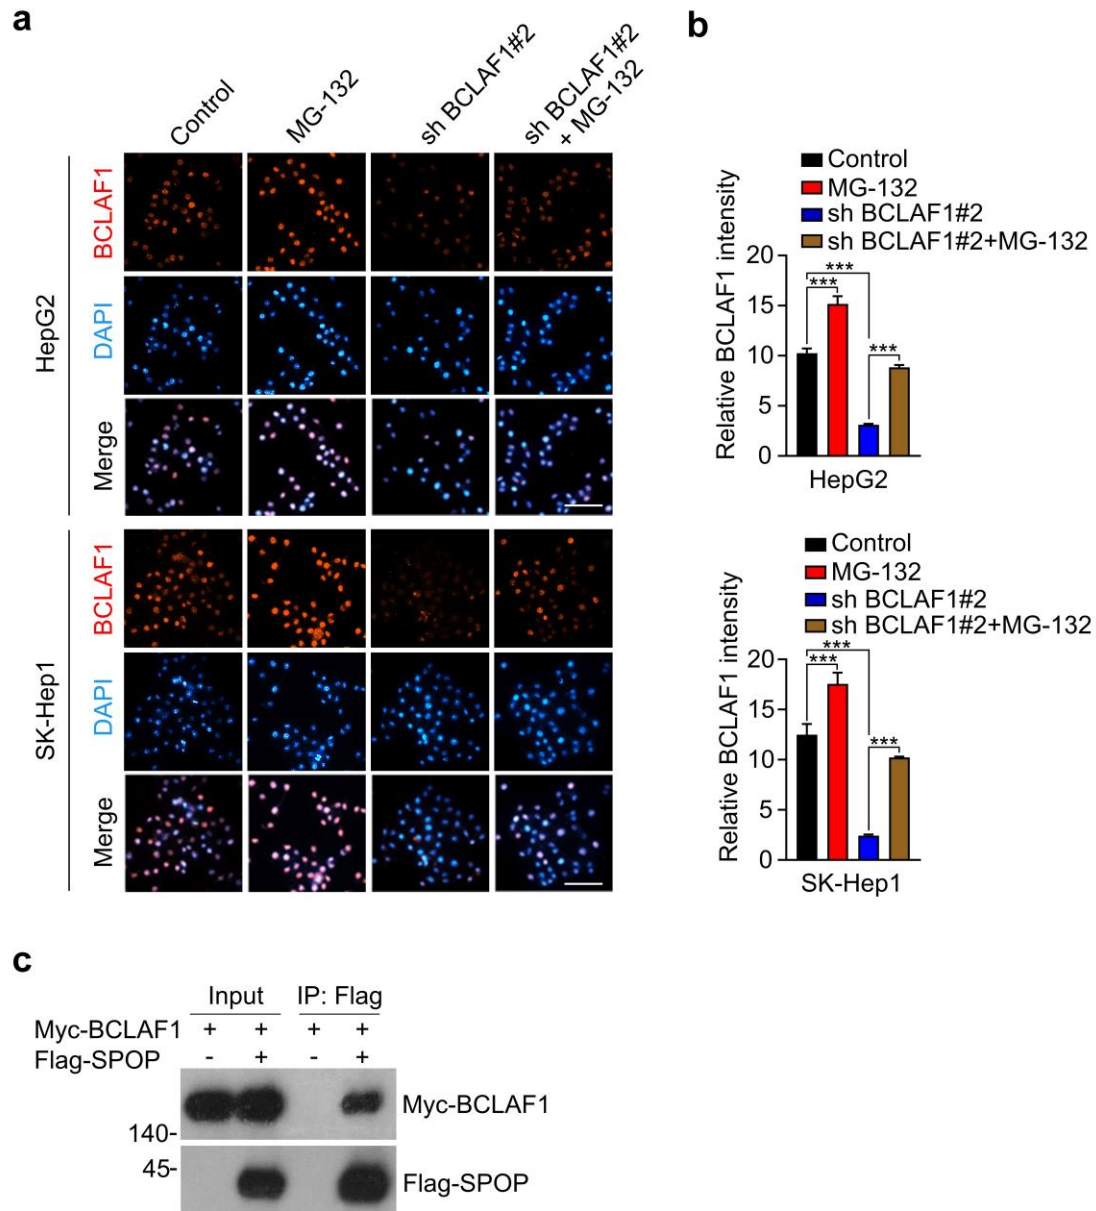 a
Control
MG-132
sh BCLAF1#2
sh BCLAF1#2
+ MG-132
HepG2
BCLAF1
DAPI
Merge
SK-Hep1
BCLAF1
DAPI
Merge
b
Control
MG-132
sh BCLAF1#2
sh BCLAF1#2+MG-132
Relative BCLAF1 intensity
20
15
10
5
0
***
***
***
HepG2
Control
MG-132
sh BCLAF1#2
sh BCLAF1#2+MG-132
Relative BCLAF1 intensity
20
15
10
5
0
***
***
***
SK-Hep1
c
Input IP: Flag
Myc-BCLAF1 + + + +
Flag-SPOP - + - +
Myc-BCLAF1
140-
45-
Flag-SPOP